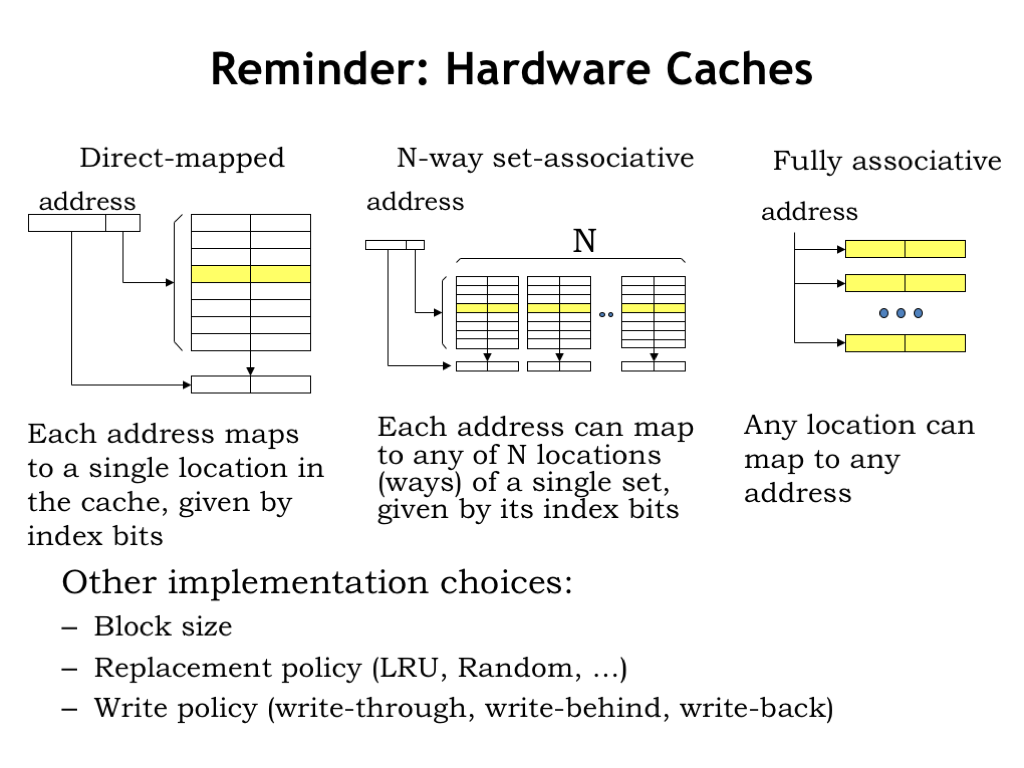 Reminder: Hardware Caches
Direct-mapped
address
Each address maps
to a single location in
the cache, given by
index bits
N-way set-associative
address
N
Each address can map
to any of N locations
(ways) of a single set,
given by its index bits
Fully associative
address
Any location can
map to any
address
Other implementation choices:
– Block size
– Replacement policy (LRU, Random, …)
– Write policy (write-through, write-behind, write-back)